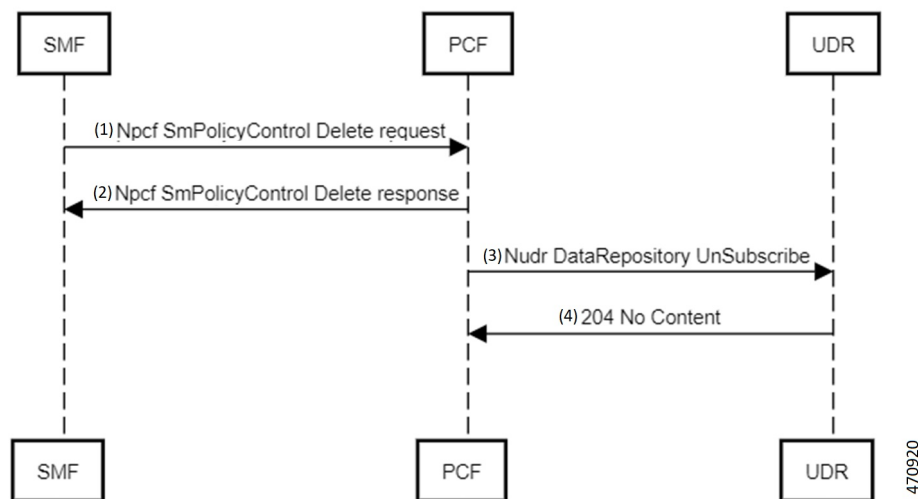 SMF
PCF
UDR
(1) Npcf SmPolicyControl Delete request
(2) Npcf SmPolicyControl Delete response
(3) Nudr DataRepository UnSubscribe
(4) 204 No Content
SMF
PCF
UDR
470920